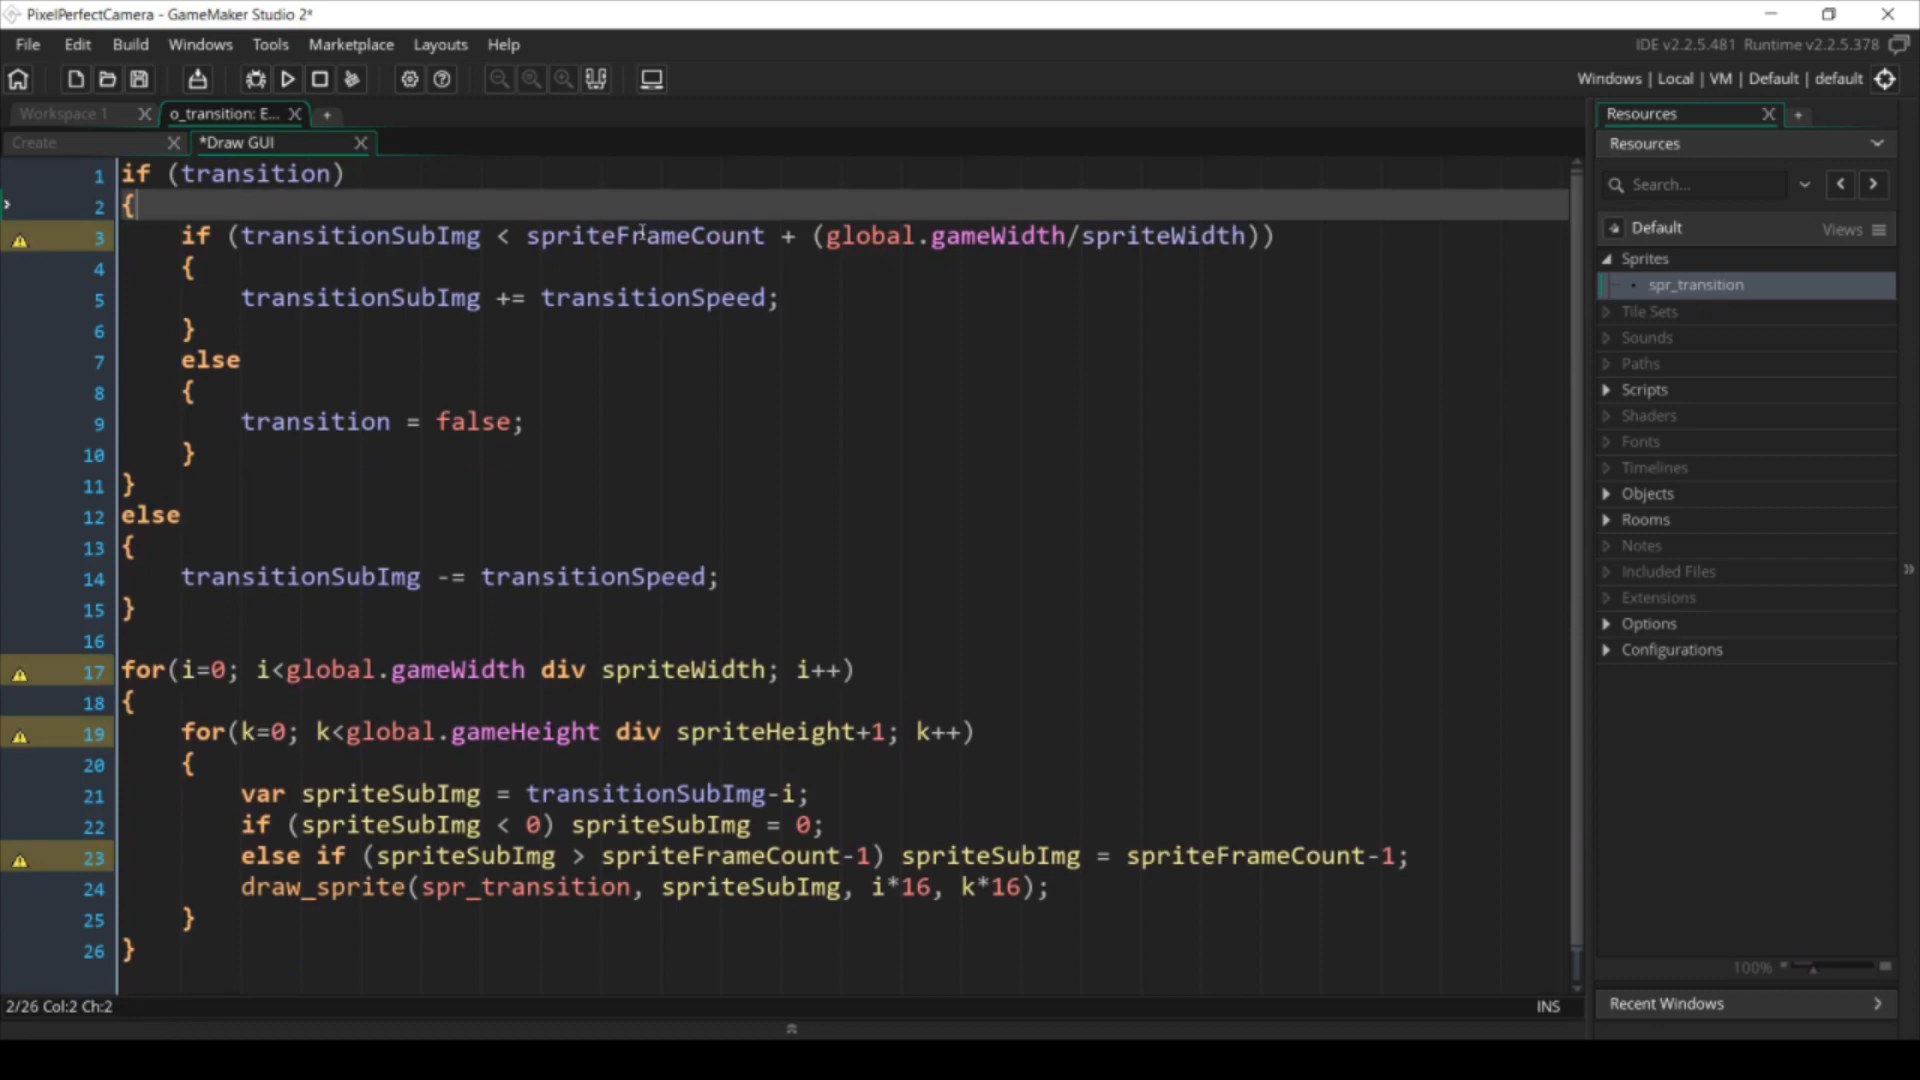 PixelPerfectCamera - GameMaker Studio 2*
File Edit Build Windows Tools Marketplace Layouts Help
IDE v2.2.5.481 Runtime v2.2.5.378
Windows | Local | VM | Default | default
Workspace 1 X o_transition: E... X +
Create X *Draw GUI X
1 if (transition)
2 {
3 if (transitionSubImg < spriteFrameCount + (global.gameWidth/spriteWidth))
4 {
5 transitionSubImg += transitionSpeed;
6 }
7 else
8 {
9 transition = false;
10 }
11 }
12 else
13 {
14 transitionSubImg -= transitionSpeed;
15 }
16
17 for(i=0; i<global.gameWidth div spriteWidth; i++)
18 {
19 for(k=0; k<global.gameHeight div spriteHeight+1; k++)
20 {
21 var spriteSubImg = transitionSubImg-i;
22 if (spriteSubImg < 0) spriteSubImg = 0;
23 else if (spriteSubImg > spriteFrameCount-1) spriteSubImg = spriteFrameCount-1;
24 draw_sprite(spr_transition, spriteSubImg, i*16, k*16);
25 }
26 }
2/26 Col:2 Ch:2
INS
Resources X +
Resources
Search...
Default Views
Sprites
spr_transition
Tile Sets
Sounds
Paths
Scripts
Shaders
Fonts
Timelines
Objects
Rooms
Notes
Included Files
Extensions
Options
Configurations
100%
Recent Windows